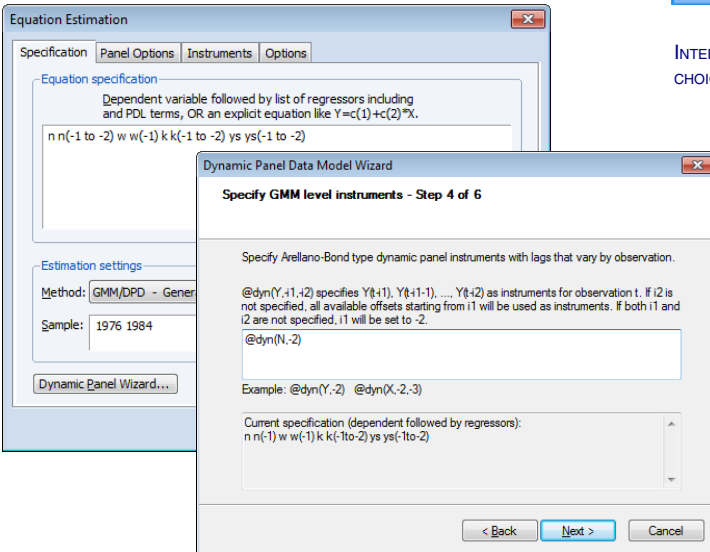 Equation Estimation
Specification Panel Options Instruments Options
Equation specification
Dependent variable followed by list of regressors including
and PDL terms, OR an explicit equation like Y=c(1)+c(2)*X.
n n(-1 to -2) w w(-1) k k(-1 to -2) ys ys(-1 to -2)
Estimation settings
Method: GMM/DPD - Gener
Sample: 1976 1984
Dynamic Panel Wizard...
Dynamic Panel Data Model Wizard
Specify GMM level instruments - Step 4 of 6
Specify Arellano-Bond type dynamic panel instruments with lags that vary by observation.
@dyn(Y,-i1,-i2) specifies Y(t-i1), Y(t-i1-1), ..., Y(t-i2) as instruments for observation t. If i2 is
not specified, all available offsets starting from i1 will be used as instruments. If both i1 and
i2 are not specified, i1 will be set to -2.
@dyn(N,-2)
Example: @dyn(Y,-2) @dyn(X,-2,-3)
Current specification (dependent followed by regressors):
n n(-1) w w(-1) k k(-1to-2) ys ys(-1to-2)
< Back Next > Cancel
INTE
CHOI